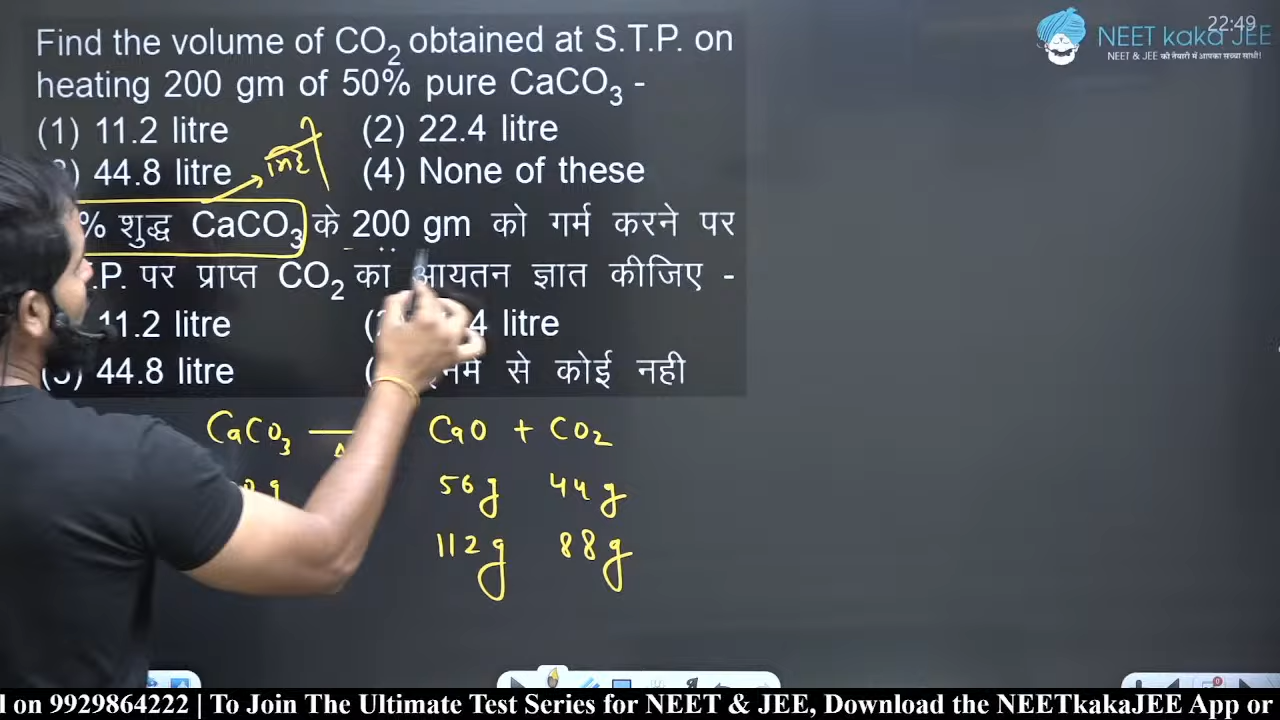 Find the volume of CO₂ obtained at S.T.P. on
heating 200 gm of 50% pure CaCO₃ -
(1) 11.2 litre (2) 22.4 litre
44.8 litre (4) None of these
% शुद्ध CaCO₃ के 200 gm को गर्म करने पर
.P. पर प्राप्त CO₂ का आयतन ज्ञात कीजिए -
11.2 litre 4 litre
44.8 litre से कोई नही
CaCO₃ CaO + CO₂
56g 44g
112g 88g
22:49
NEET kaka JEE
NEET & JEE की तैयारी में आपका सच्चा साथी!
on 9929864222 | To Join The Ultimate Test Series for NEET & JEE, Download the NEETkakaJEE App or